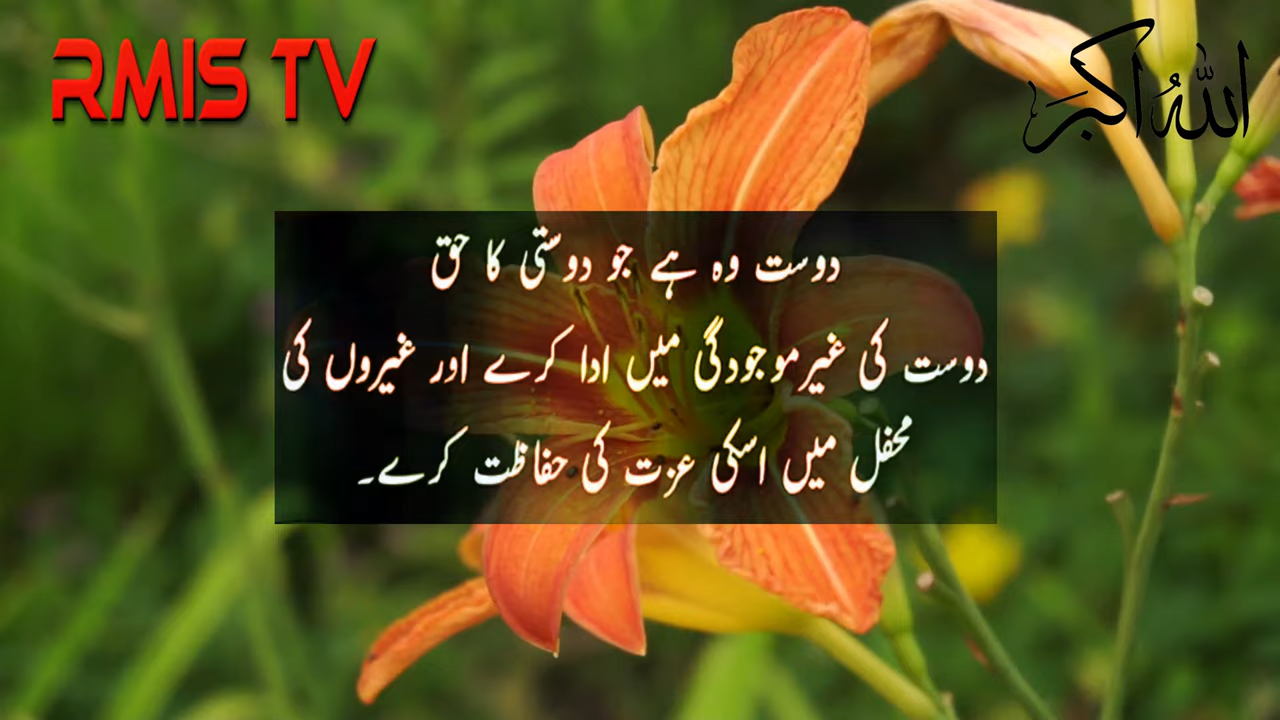 RMIS TV
اللہ اکبر
دوست وہ ہے جو دوستی کا حق
دوست کی غیرموجودگی میں ادا کرے اور غیروں کی
محفل میں اسکی عزت کی حفاظت کرے۔